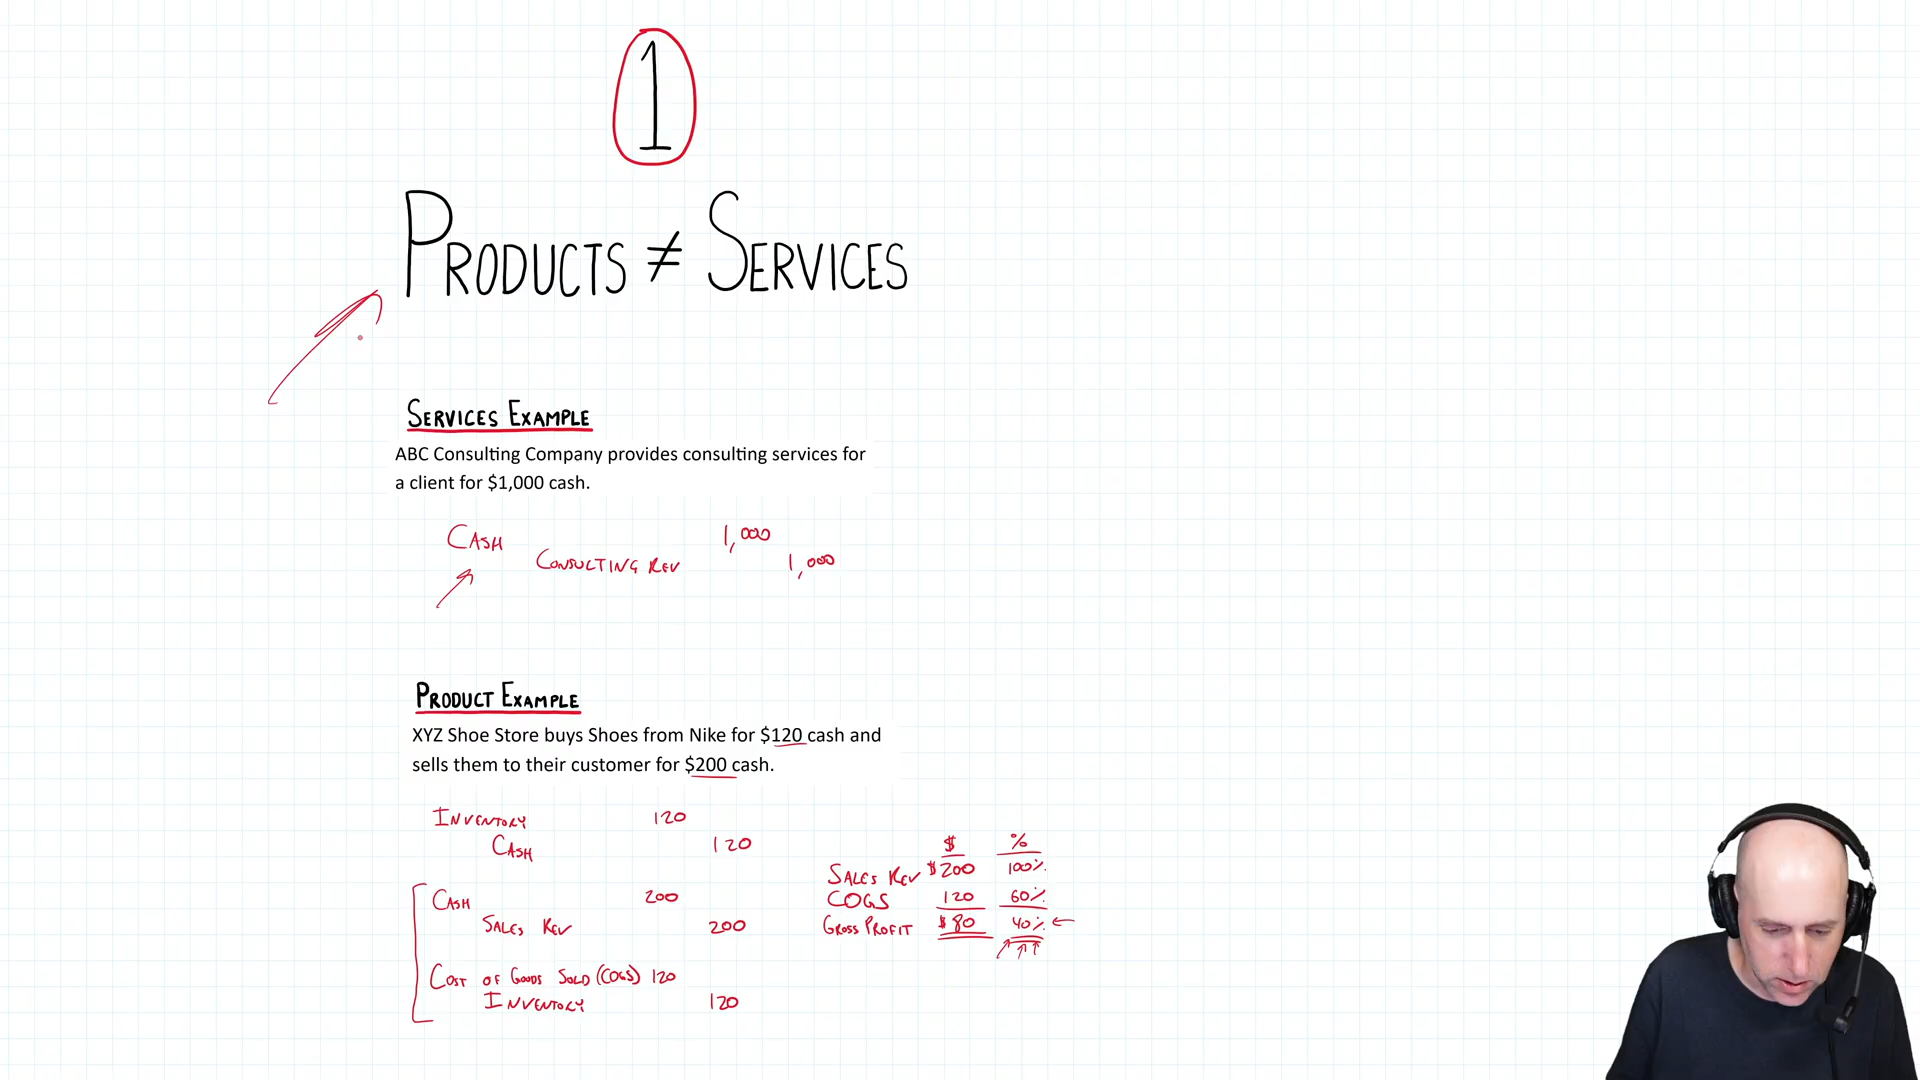 1
PRODUCTS ≠ SERVICES
SERVICES EXAMPLE
ABC Consulting Company provides consulting services for
a client for $1,000 cash.
CASH 1,000
CONSULTING REV 1,000
PRODUCT EXAMPLE
XYZ Shoe Store buys Shoes from Nike for $120 cash and
sells them to their customer for $200 cash.
INVENTORY 120
CASH 120
CASH 200
SALES REV 200
COST OF GOODS SOLD (COGS) 120
INVENTORY 120
$ %
SALES REV $200 100%
COGS 120 60%
GROSS PROFIT $80 40%